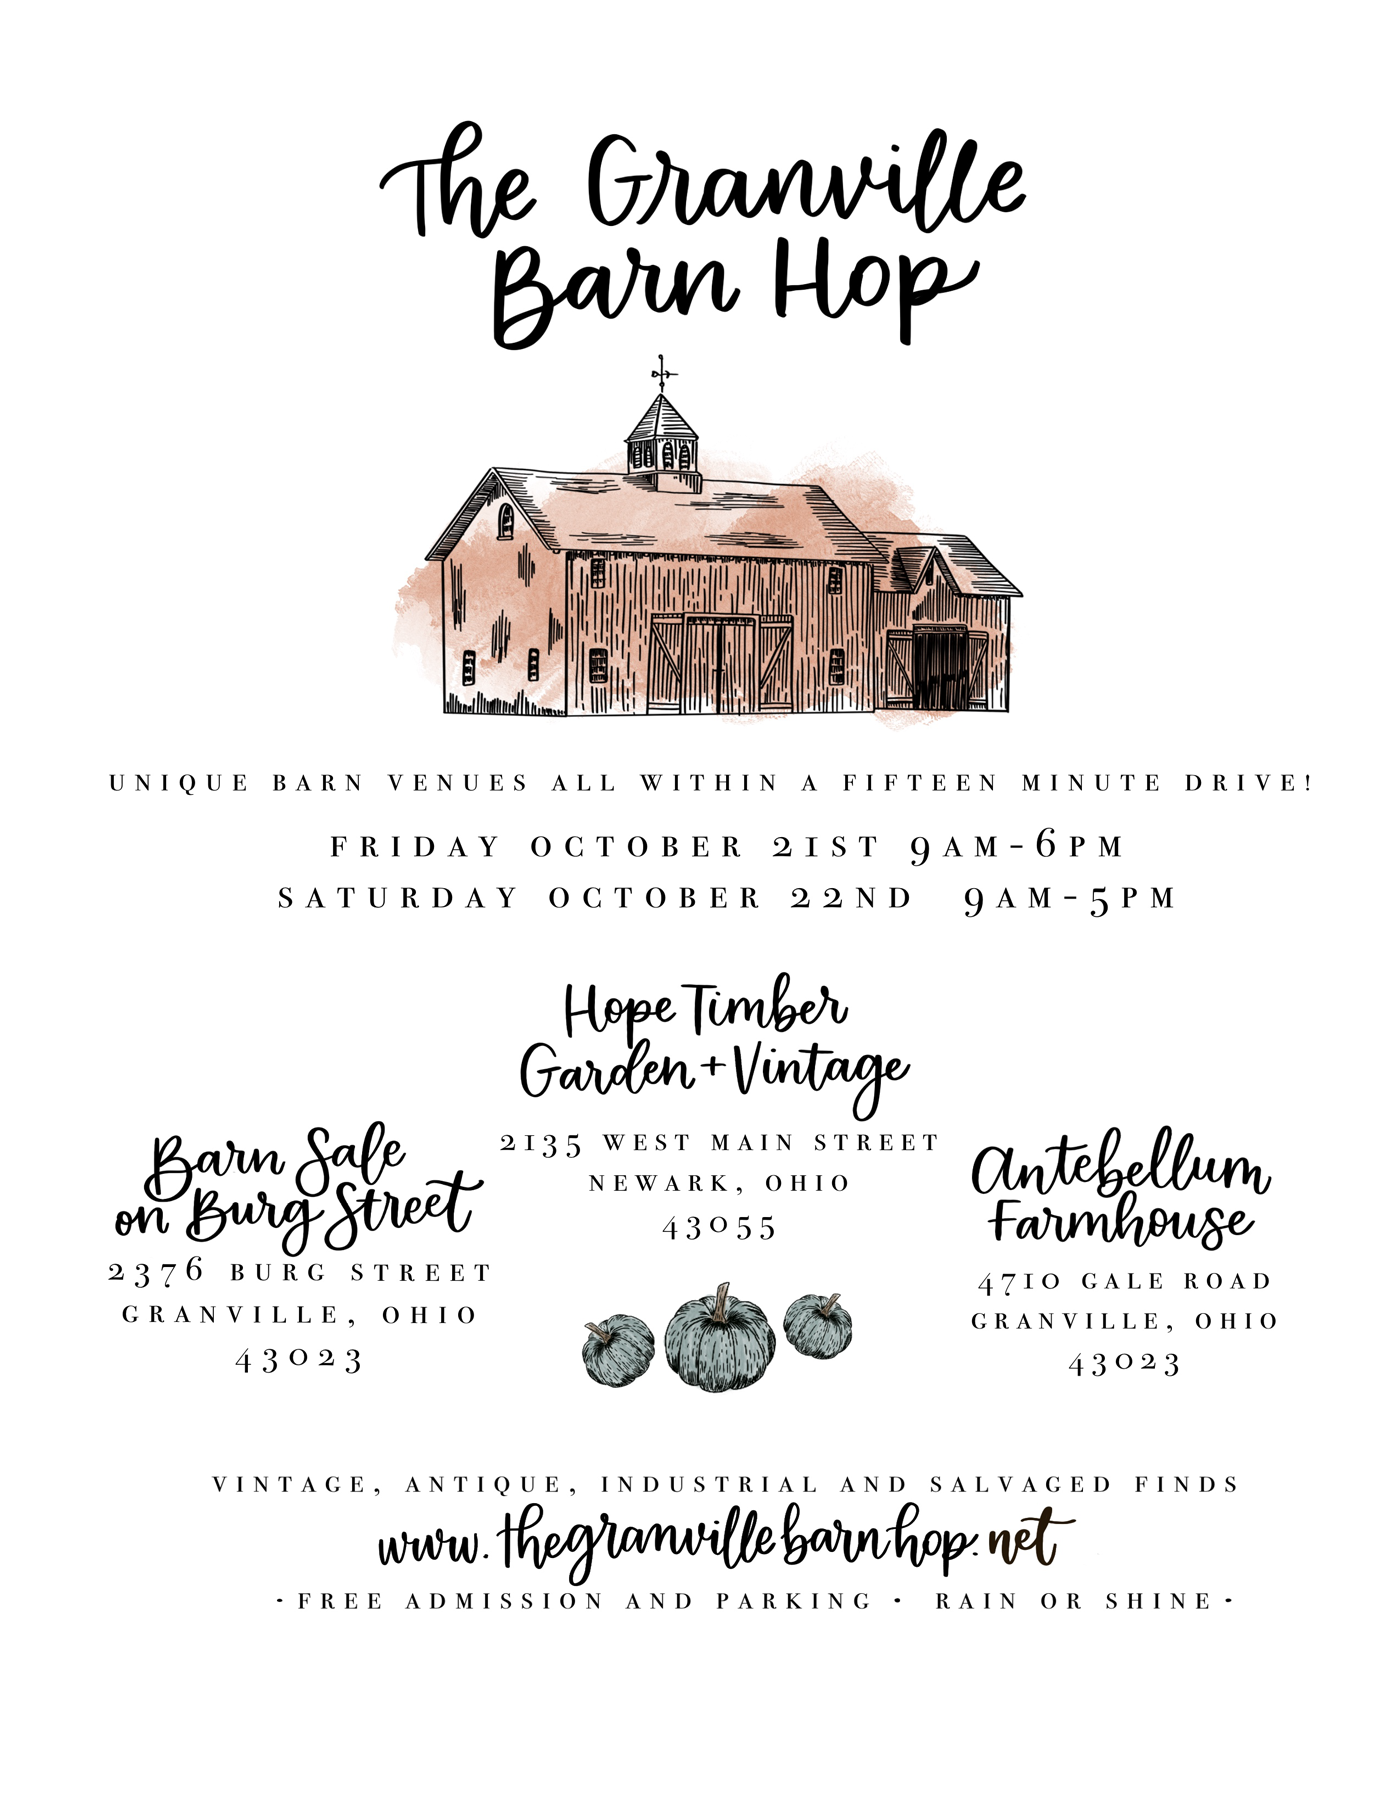 The Granville
Barn Hop
UNIQUE BARN VENUES ALL WITHIN A FIFTEEN MINUTE DRIVE!
FRIDAY OCTOBER 21ST 9AM-6PM
SATURDAY OCTOBER 22ND 9AM-5PM
Hope Timber
Garden + Vintage
2135 WEST MAIN STREET
NEWARK, OHIO
43055
Barn Sale
on Burg Street
2376 BURG STREET
GRANVILLE, OHIO
43023
Antebellum
Farmhouse
4710 GALE ROAD
GRANVILLE, OHIO
43023
VINTAGE, ANTIQUE, INDUSTRIAL AND SALVAGED FINDS
www.thegranvillebarnhop.net
· FREE ADMISSION AND PARKING · RAIN OR SHINE ·